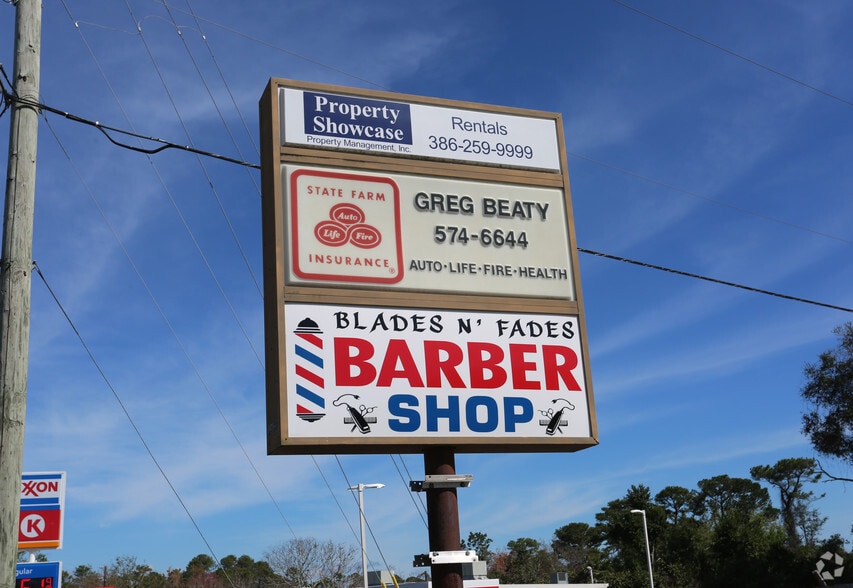 Property
Showcase
Property Management, Inc.
Rentals
386-259-9999
STATE FARM
Auto
Life Fire
INSURANCE
®
GREG BEATY
574-6644
AUTO·LIFE·FIRE·HEALTH
BLADES N' FADES
BARBER
SHOP
EXXON
K
gular